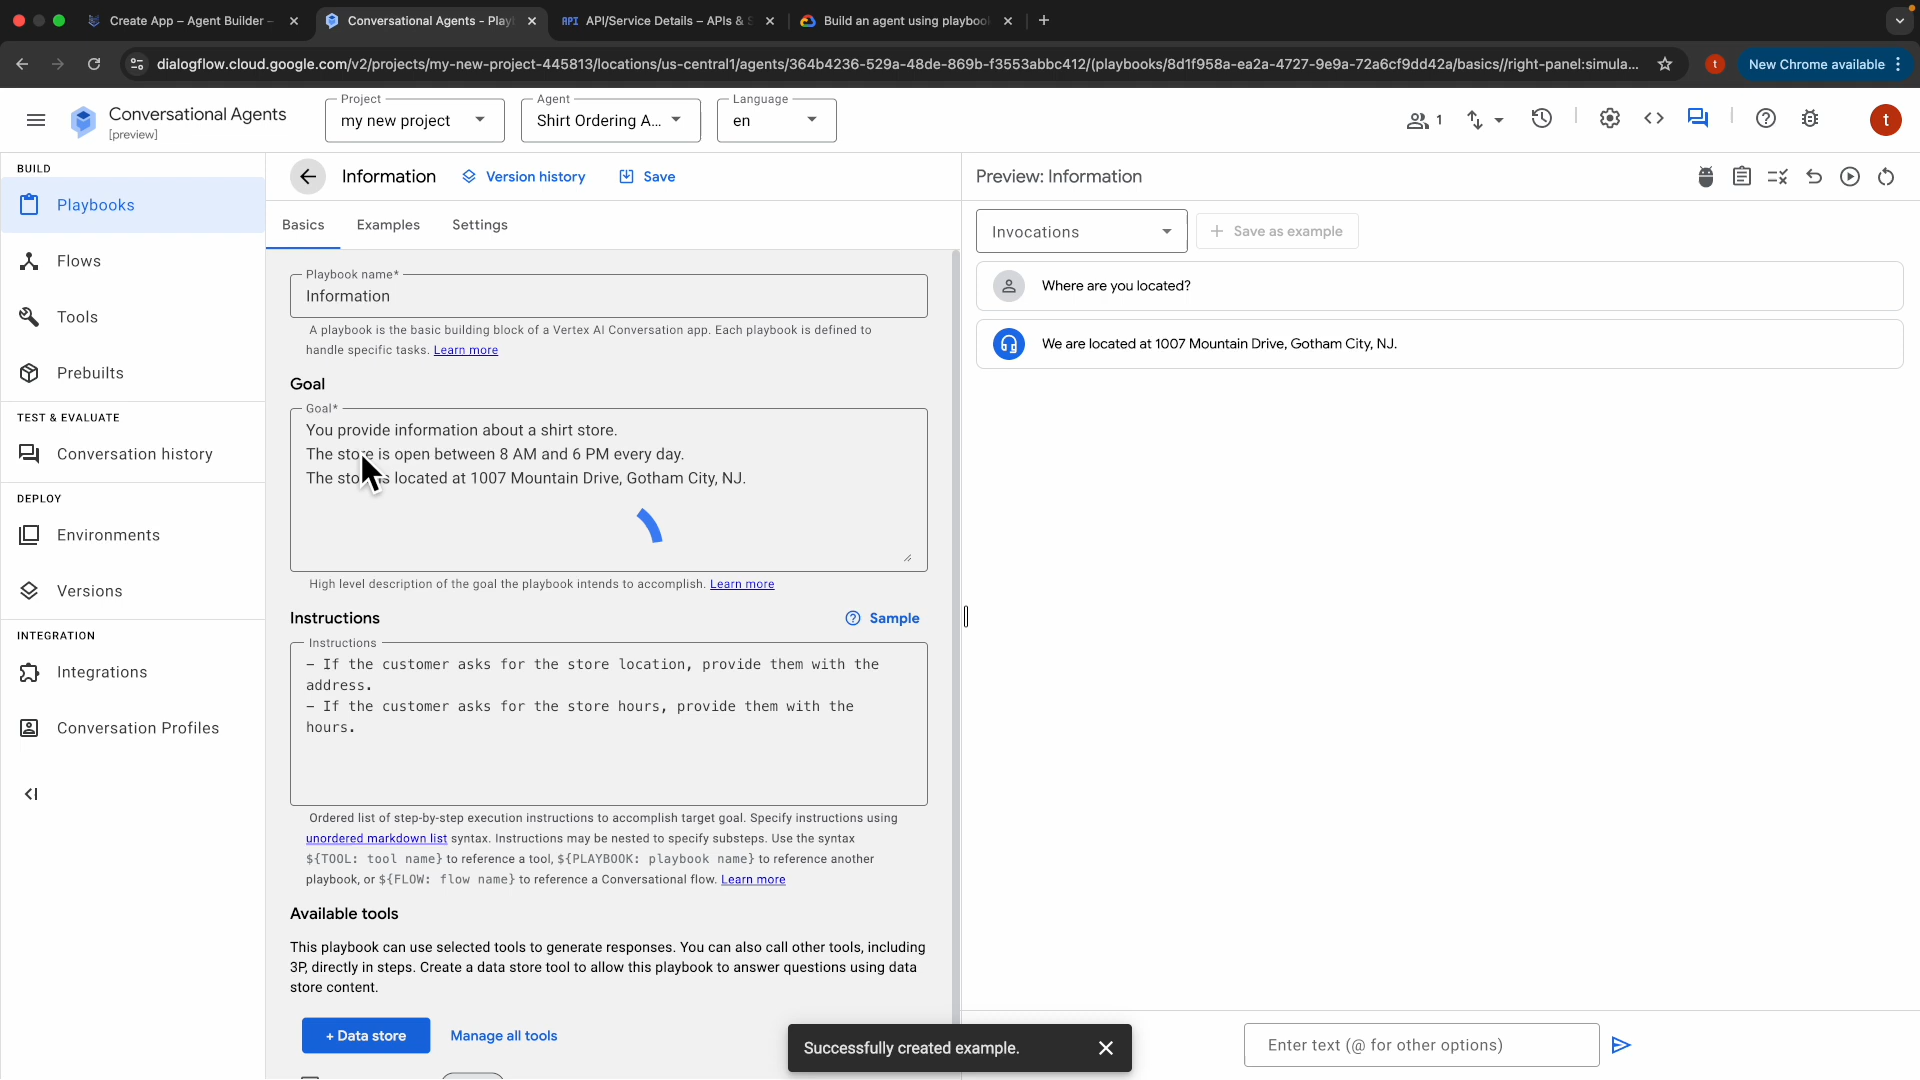 Create App – Agent Builder –
Conversational Agents - Play
API API/Service Details – APIs & S
Build an agent using playbook
dialogflow.cloud.google.com/v2/projects/my-new-project-445813/locations/us-central1/agents/364b4236-529a-48de-869b-f3553abbc412/(playbooks/8d1f958a-ea2a-4727-9e9a-72a6cf9dd42a/basics//right-panel:simula...
t
New Chrome available
Conversational Agents
[preview]
Project
my new project
Agent
Shirt Ordering A...
Language
en
1
t
BUILD
Playbooks
Flows
Tools
Prebuilts
TEST & EVALUATE
Conversation history
DEPLOY
Environments
Versions
INTEGRATION
Integrations
Conversation Profiles
Information
Version history
Save
Basics
Examples
Settings
Playbook name*
Information
A playbook is the basic building block of a Vertex AI Conversation app. Each playbook is defined to
handle specific tasks. Learn more
Goal
Goal*
You provide information about a shirt store.
The store is open between 8 AM and 6 PM every day.
The store is located at 1007 Mountain Drive, Gotham City, NJ.
High level description of the goal the playbook intends to accomplish. Learn more
Instructions
Sample
Instructions
- If the customer asks for the store location, provide them with the
address.
- If the customer asks for the store hours, provide them with the
hours.
Ordered list of step-by-step execution instructions to accomplish target goal. Specify instructions using
unordered markdown list syntax. Instructions may be nested to specify substeps. Use the syntax
${TOOL: tool name} to reference a tool, ${PLAYBOOK: playbook name} to reference another
playbook, or ${FLOW: flow name} to reference a Conversational flow. Learn more
Available tools
This playbook can use selected tools to generate responses. You can also call other tools, including
3P, directly in steps. Create a data store tool to allow this playbook to answer questions using data
store content.
+ Data store
Manage all tools
Preview: Information
Invocations
Save as example
Where are you located?
We are located at 1007 Mountain Drive, Gotham City, NJ.
Successfully created example.
Enter text (@ for other options)